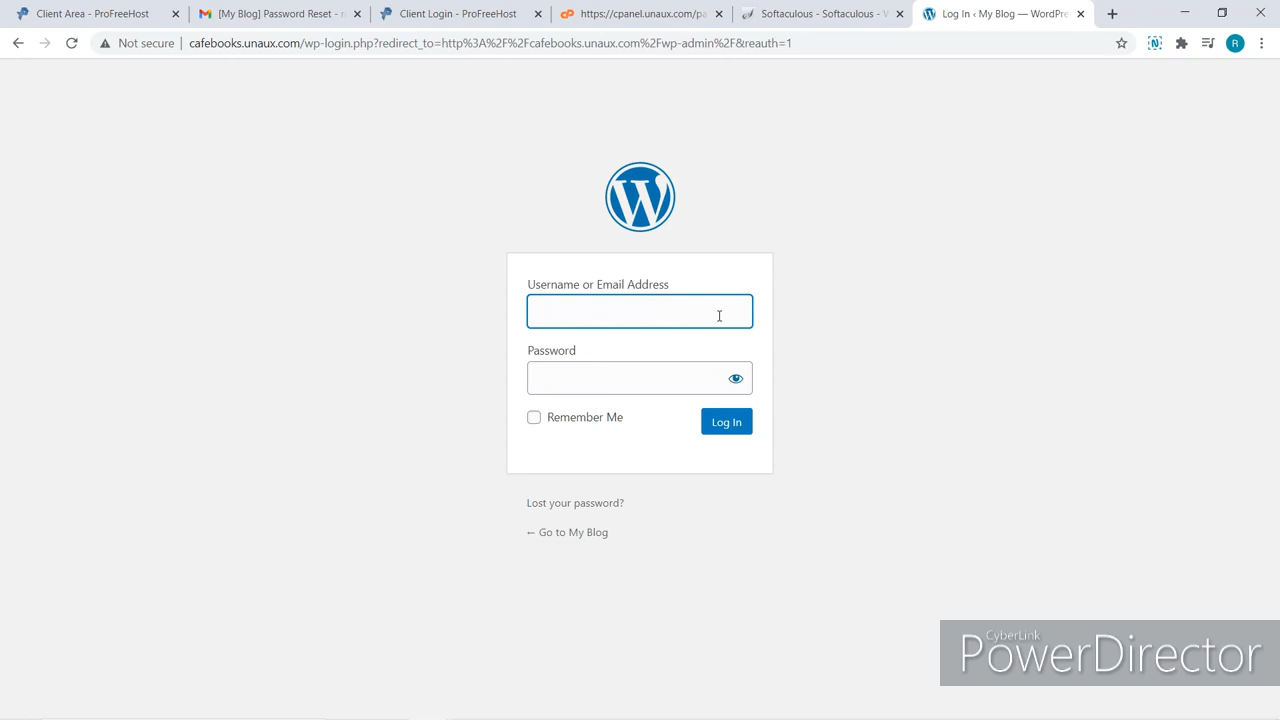 Client Area - ProFreeHost
[My Blog] Password Reset - r
Client Login - ProFreeHost
https://cpanel.unaux.com/pa
Softaculous - Softaculous - V
Log In ‹ My Blog — WordPre
Not secure
cafebooks.unaux.com/wp-login.php?redirect_to=http%3A%2F%2Fcafebooks.unaux.com%2Fwp-admin%2F&reauth=1
R
Username or Email Address
Password
Remember Me
Log In
Lost your password?
← Go to My Blog
CyberLink
PowerDirector